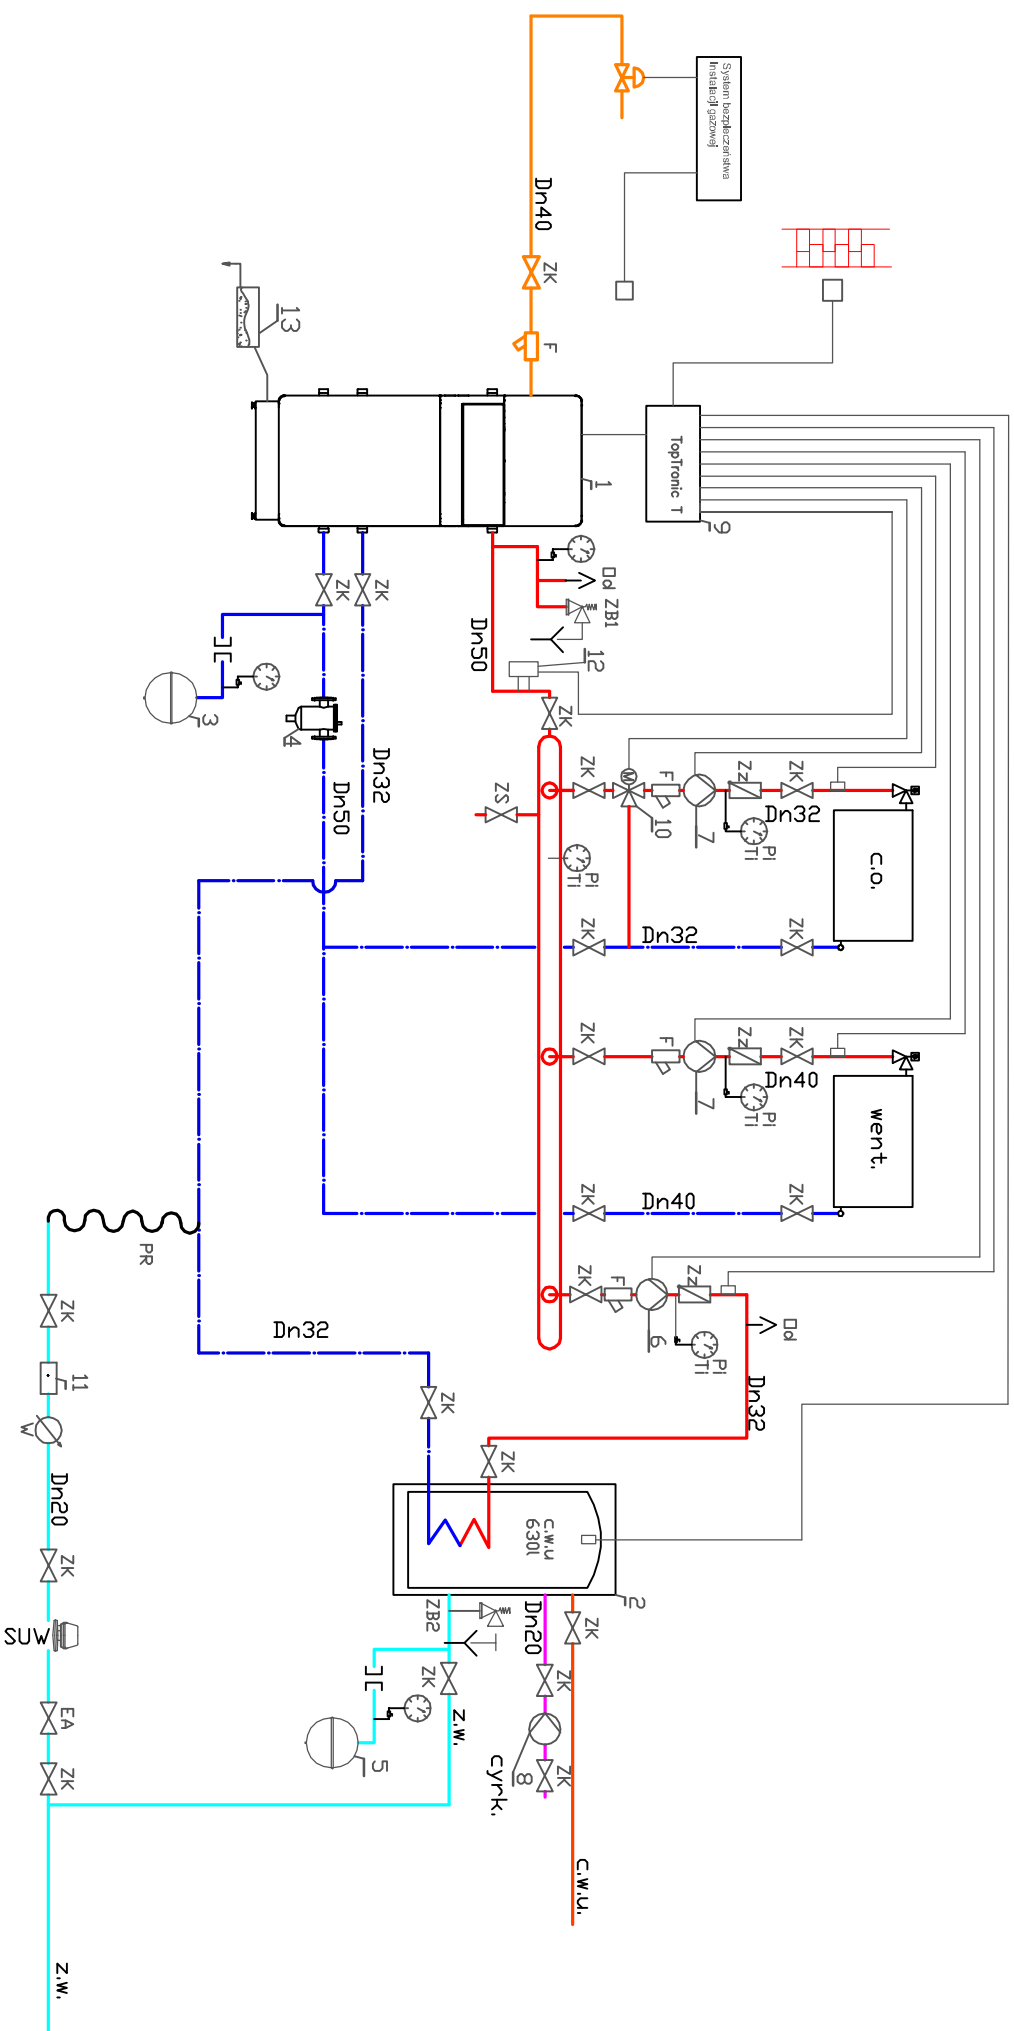 System bezpieczeństwa
instalacji gazowej
Dn40
ZK
F
13
TopTronic T
9
1
ZK
ZK
Od
ZB1
Dn50
12
3
4
Dn32
Dn50
ZK
ZS
ZK
M
10
F
7
Zz
ZK
Dn32
Pi
Ti
c.o.
Pi
Ti
ZK
Dn32
ZK
ZK
F
7
Zz
ZK
Dn40
Pi
Ti
went.
ZK
Dn40
ZK
PR
ZK
F
6
Zz
Pi
Ti
Od
Dn32
Dn32
ZK
ZK
ZK
11
W
Dn20
ZK
SUW
EA
ZK
c.w.u
630l
2
ZB2
Dn20
ZK
ZK
ZK
z.w.
5
8
ZK
cyrk.
c.w.u.
z.w.